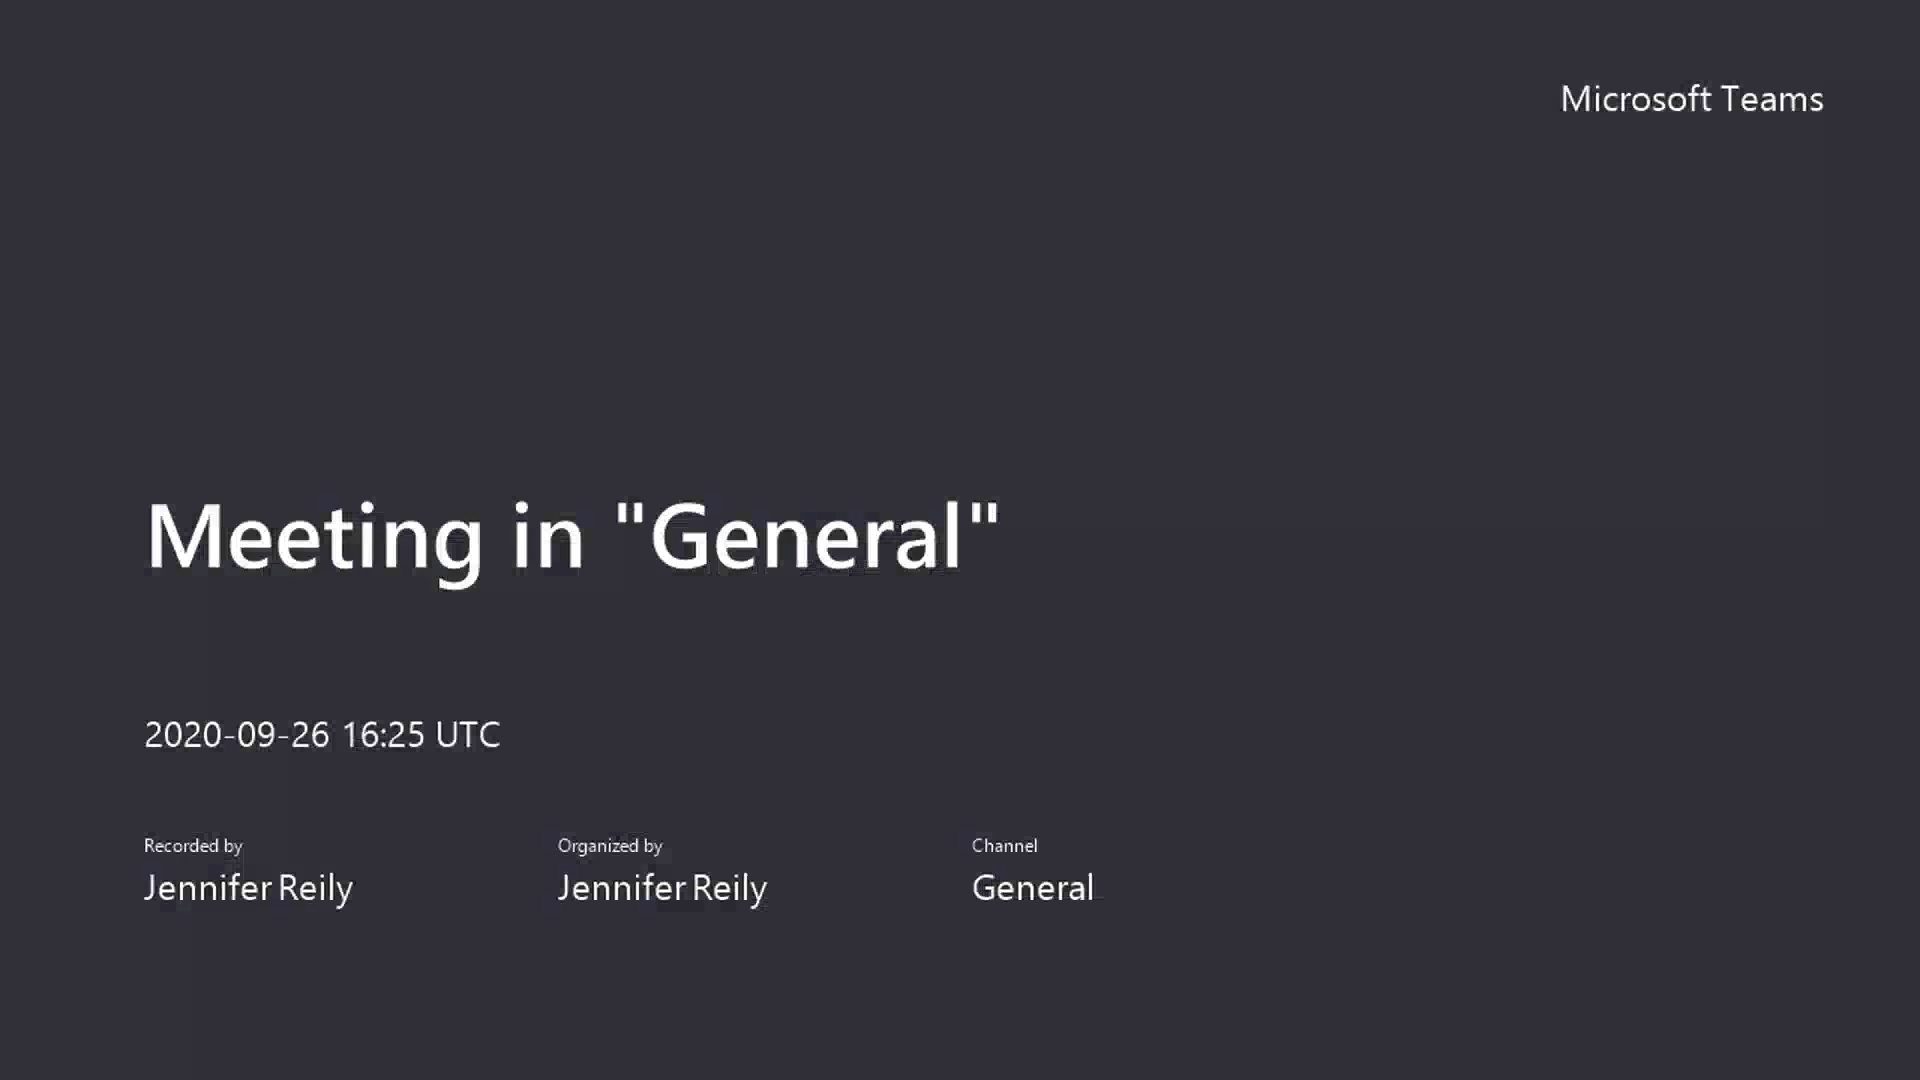 Microsoft Teams
Meeting in "General"
2020-09-26 16:25 UTC
Recorded by
Jennifer Reily
Organized by
Jennifer Reily
Channel
General